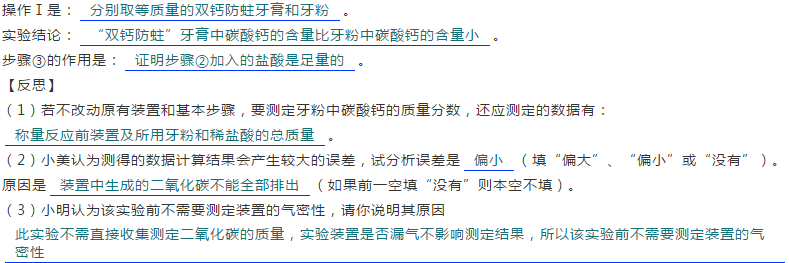 操作Ⅰ是： 分别取等质量的双钙防蛀牙膏和牙粉 。
实验结论： “双钙防蛀”牙膏中碳酸钙的含量比牙粉中碳酸钙的含量小 。
步骤③的作用是： 证明步骤②加入的盐酸是足量的 。
【反思】
（1）若不改动原有装置和基本步骤，要测定牙粉中碳酸钙的质量分数，还应测定的数据有：
称量反应前装置及所用牙粉和稀盐酸的总质量 。
（2）小美认为测得的数据计算结果会产生较大的误差，试分析误差是 偏小 （填“偏大”、“偏小”或“没有”）。
原因是 装置中生成的二氧化碳不能全部排出 （如果前一空填“没有”则本空不填）。
（3）小明认为该实验前不需要测定装置的气密性，请你说明其原因
此实验不需直接收集测定二氧化碳的质量，实验装置是否漏气不影响测定结果，所以该实验前不需要测定装置的气
密性